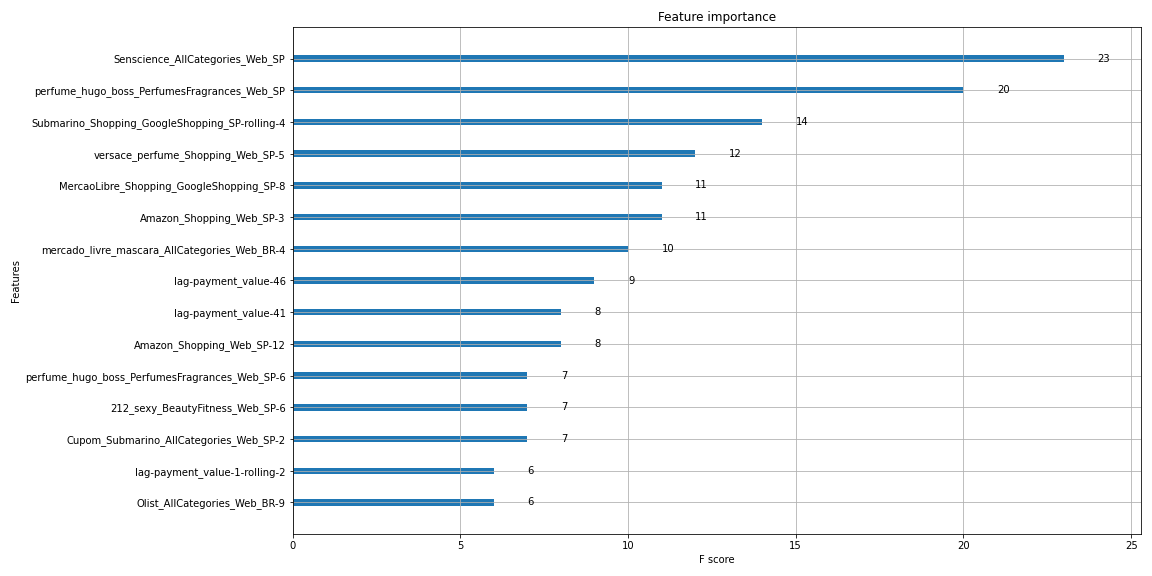 Feature importance
Senscience_AllCategories_Web_SP 23
perfume_hugo_boss_PerfumesFragrances_Web_SP 20
Submarino_Shopping_GoogleShopping_SP-rolling-4 14
versace_perfume_Shopping_Web_SP-5 12
MercaoLibre_Shopping_GoogleShopping_SP-8 11
Amazon_Shopping_Web_SP-3 11
mercado_livre_mascara_AllCategories_Web_BR-4 10
lag-payment_value-46 9
lag-payment_value-41 8
Amazon_Shopping_Web_SP-12 8
perfume_hugo_boss_PerfumesFragrances_Web_SP-6 7
212_sexy_BeautyFitness_Web_SP-6 7
Cupom_Submarino_AllCategories_Web_SP-2 7
lag-payment_value-1-rolling-2 6
Olist_AllCategories_Web_BR-9 6
Features
0 5 10 15 20 25
F score